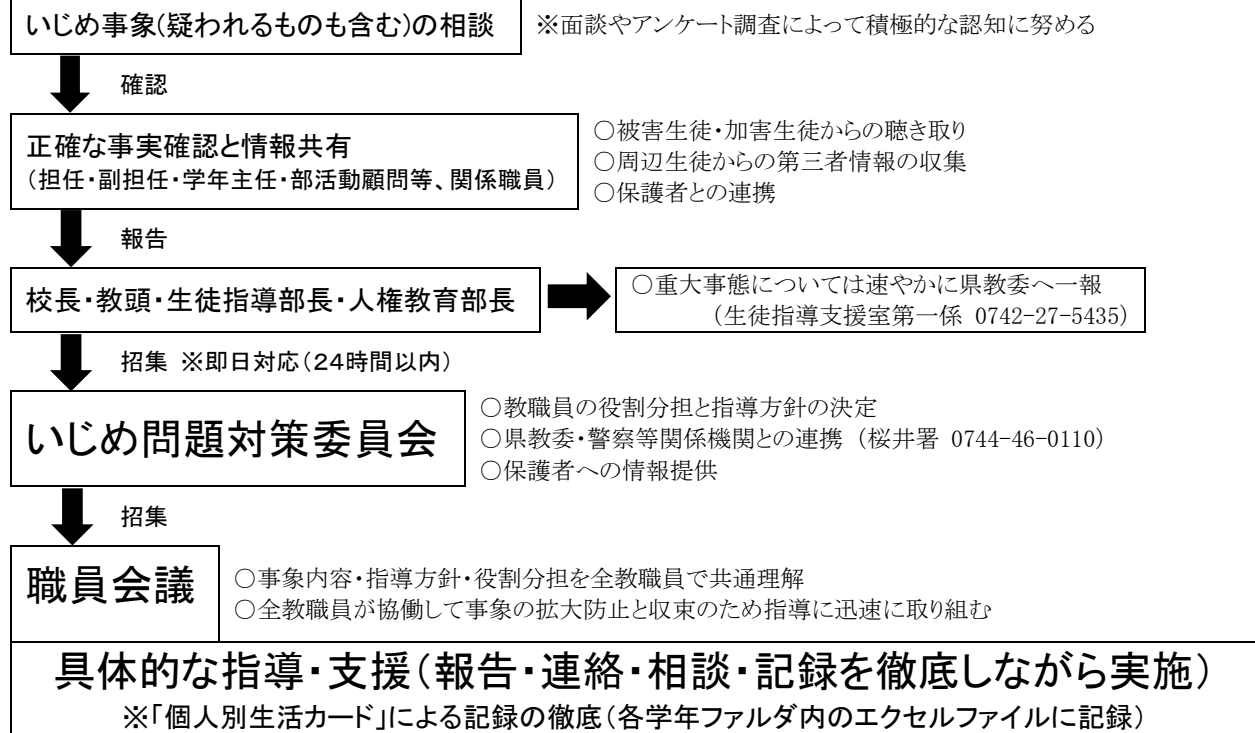 いじめ事象(疑われるものも含む)の相談 ※面談やアンケート調査によって積極的な認知に努める
確認
正確な事実確認と情報共有
(担任・副担任・学年主任・部活動顧問等、関係職員)
○被害生徒・加害生徒からの聴き取り
○周辺生徒からの第三者情報の収集
○保護者との連携
報告
校長・教頭・生徒指導部長・人権教育部長
○重大事態については速やかに県教委へ一報
(生徒指導支援室第一係 0742-27-5435)
招集 ※即日対応(24時間以内)
いじめ問題対策委員会
○教職員の役割分担と指導方針の決定
○県教委・警察等関係機関との連携 (桜井署 0744-46-0110)
○保護者への情報提供
招集
職員会議
○事象内容・指導方針・役割分担を全教職員で共通理解
○全教職員が協働して事象の拡大防止と収束のため指導に迅速に取り組む
具体的な指導・支援(報告・連絡・相談・記録を徹底しながら実施)
※「個人別生活カード」による記録の徹底(各学年ファルダ内のエクセルファイルに記録)